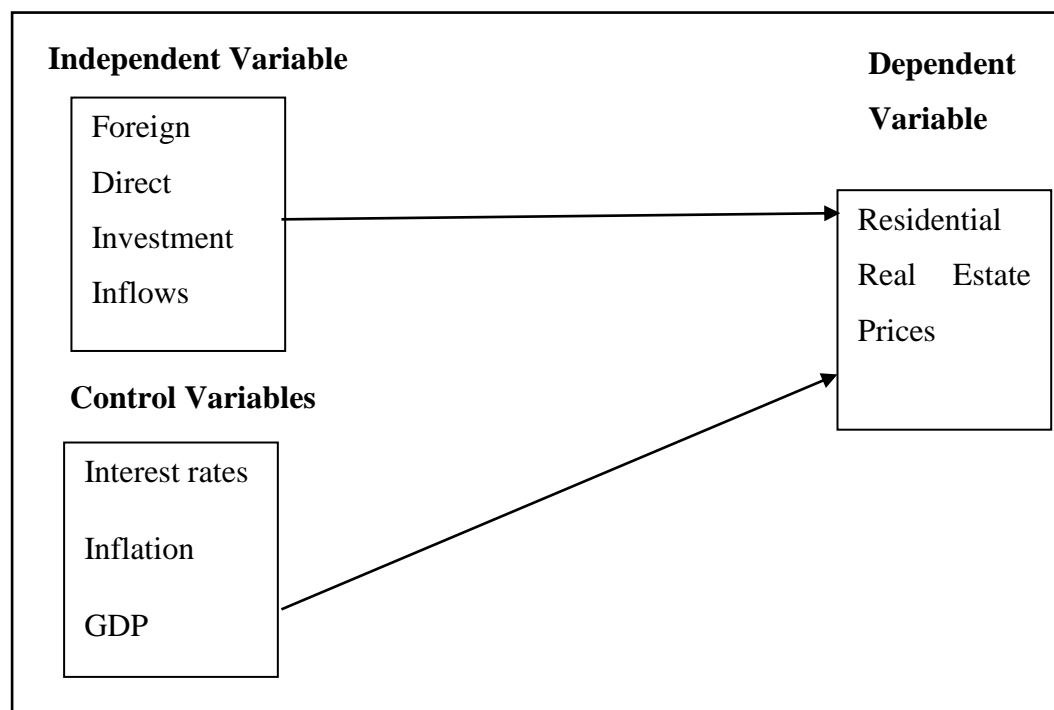 Independent Variable
Foreign
Direct
Investment
Inflows
Control Variables
Interest rates
Inflation
GDP
Dependent
Variable
Residential
Real Estate
Prices